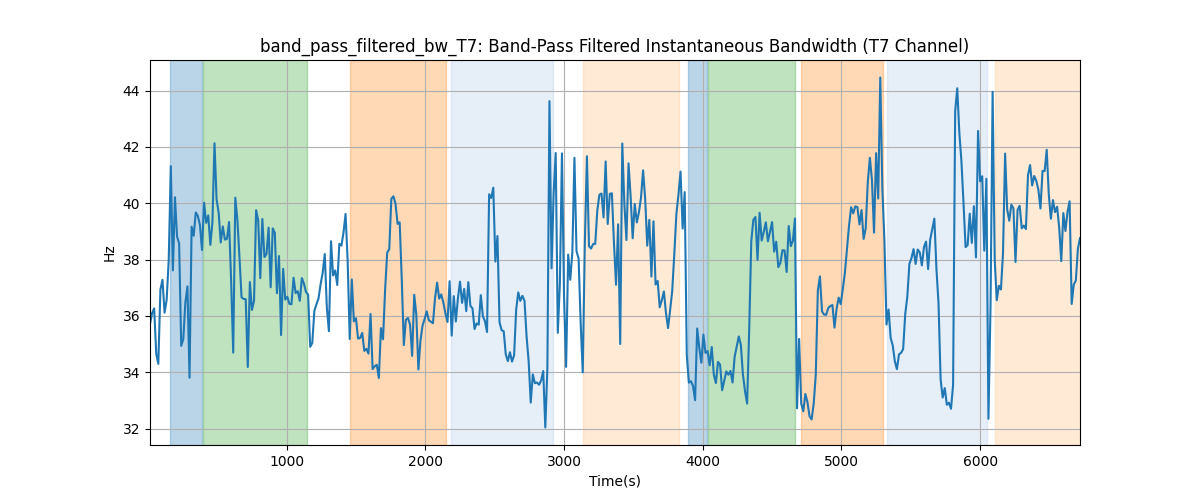 band_pass_filtered_bw_T7: Band-Pass Filtered Instantaneous Bandwidth (T7 Channel)
44
42
40
38
36
34
32
Hz
1000 2000 3000 4000 5000 6000
Time(s)